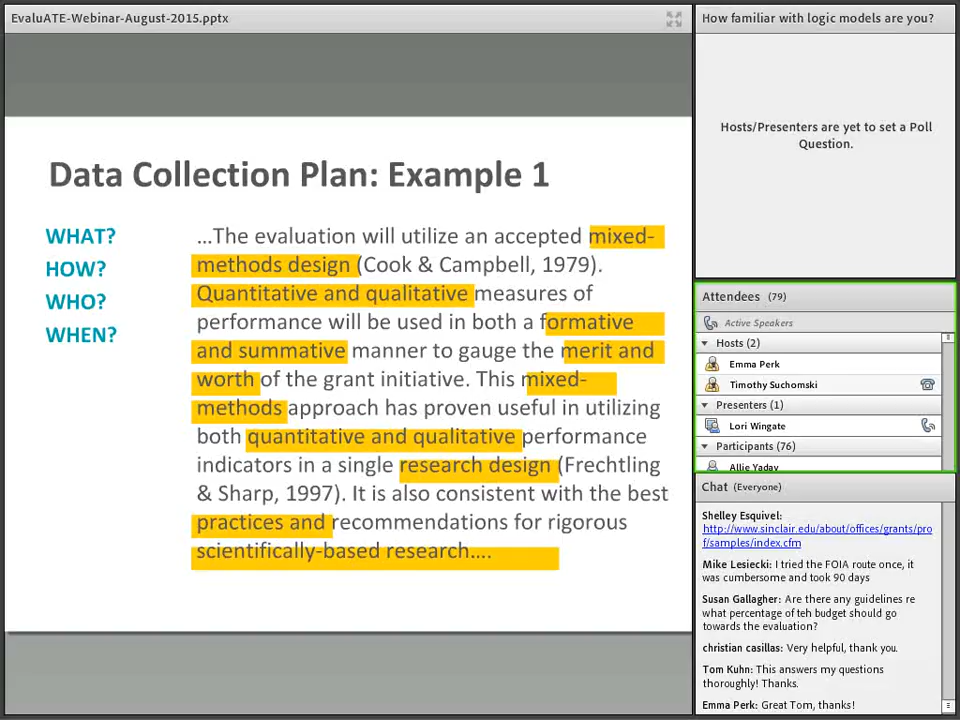 EvaluATE-Webinar-August-2015.pptx
Data Collection Plan: Example 1
WHAT?
HOW?
WHO?
WHEN?
…The evaluation will utilize an accepted mixed-
methods design (Cook & Campbell, 1979).
Quantitative and qualitative measures of
performance will be used in both a formative
and summative manner to gauge the merit and
worth of the grant initiative. This mixed-
methods approach has proven useful in utilizing
both quantitative and qualitative performance
indicators in a single research design (Frechtling
& Sharp, 1997). It is also consistent with the best
practices and recommendations for rigorous
scientifically-based research….
How familiar with logic models are you?
Hosts/Presenters are yet to set a Poll
Question.
Attendees (79)
Active Speakers
Hosts (2)
Emma Perk
Timothy Suchomski
Presenters (1)
Lori Wingate
Participants (76)
Allie Yaday
Chat (Everyone)
Shelley Esquivel:
http://www.sinclair.edu/about/offices/grants/pro
f/samples/index.cfm
Mike Lesiecki: I tried the FOIA route once, it
was cumbersome and took 90 days
Susan Gallagher: Are there any guidelines re
what percentage of teh budget should go
towards the evaluation?
christian casillas: Very helpful, thank you.
Tom Kuhn: This answers my questions
thoroughly! Thanks.
Emma Perk: Great Tom, thanks!